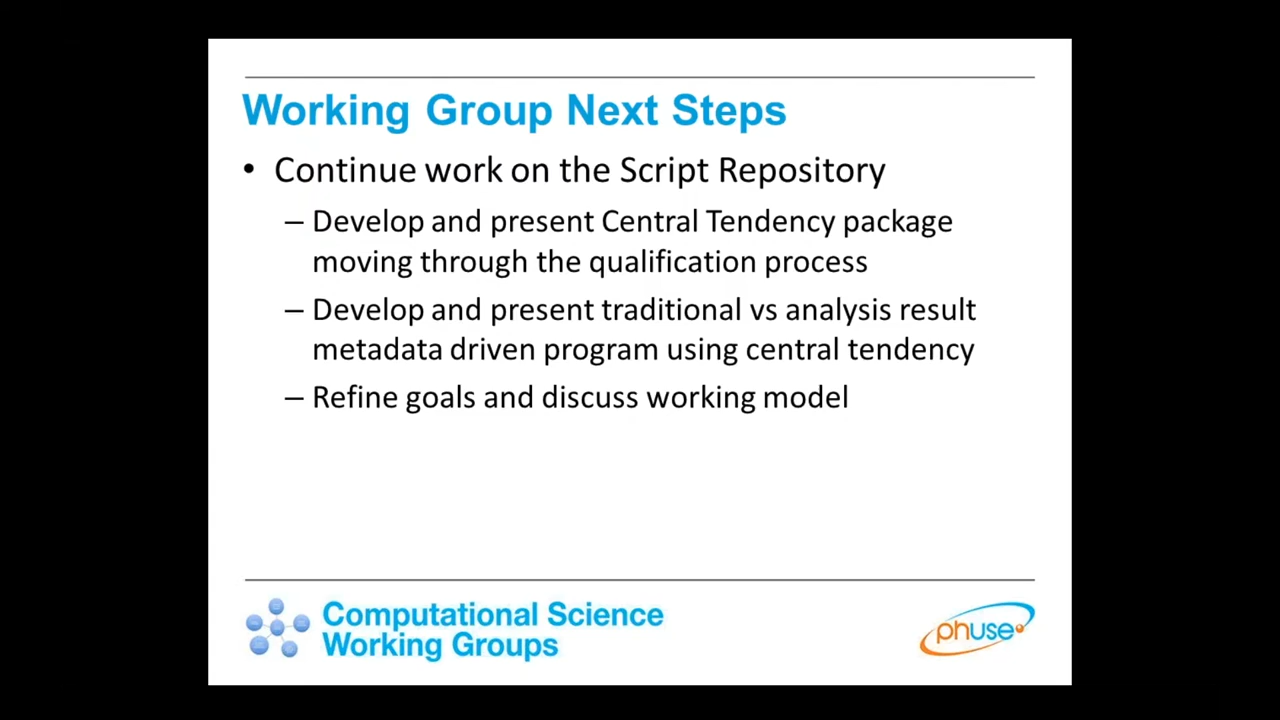 Working Group Next Steps
• Continue work on the Script Repository
– Develop and present Central Tendency package
moving through the qualification process
– Develop and present traditional vs analysis result
metadata driven program using central tendency
– Refine goals and discuss working model
Computational Science
Working Groups
phuse